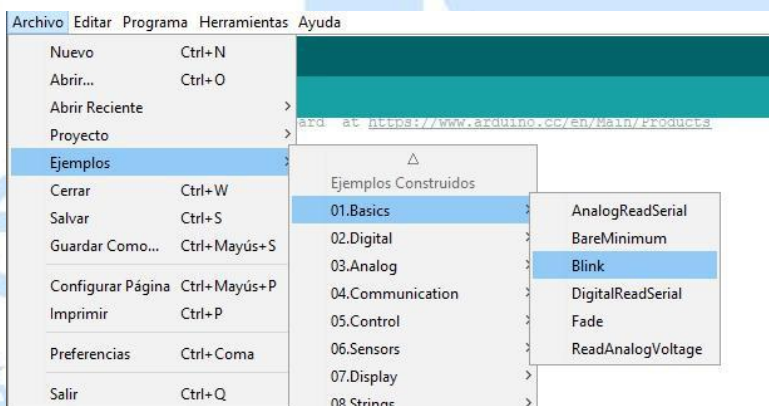 Archivo Editar Programa Herramientas Ayuda
Nuevo Ctrl+N
Abrir... Ctrl+O
Abrir Reciente >
Proyecto >
Ejemplos >
Cerrar Ctrl+W
Salvar Ctrl+S
Guardar Como... Ctrl+Mayús+S
Configurar Página Ctrl+Mayús+P
Imprimir Ctrl+P
Preferencias Ctrl+Coma
Salir Ctrl+Q
ard at https://www.arduino.cc/en/Main/Products
Ejemplos Construidos
01.Basics >
02.Digital >
03.Analog >
04.Communication >
05.Control >
06.Sensors >
07.Display >
08.Strings >
AnalogReadSerial
BareMinimum
Blink
DigitalReadSerial
Fade
ReadAnalogVoltage